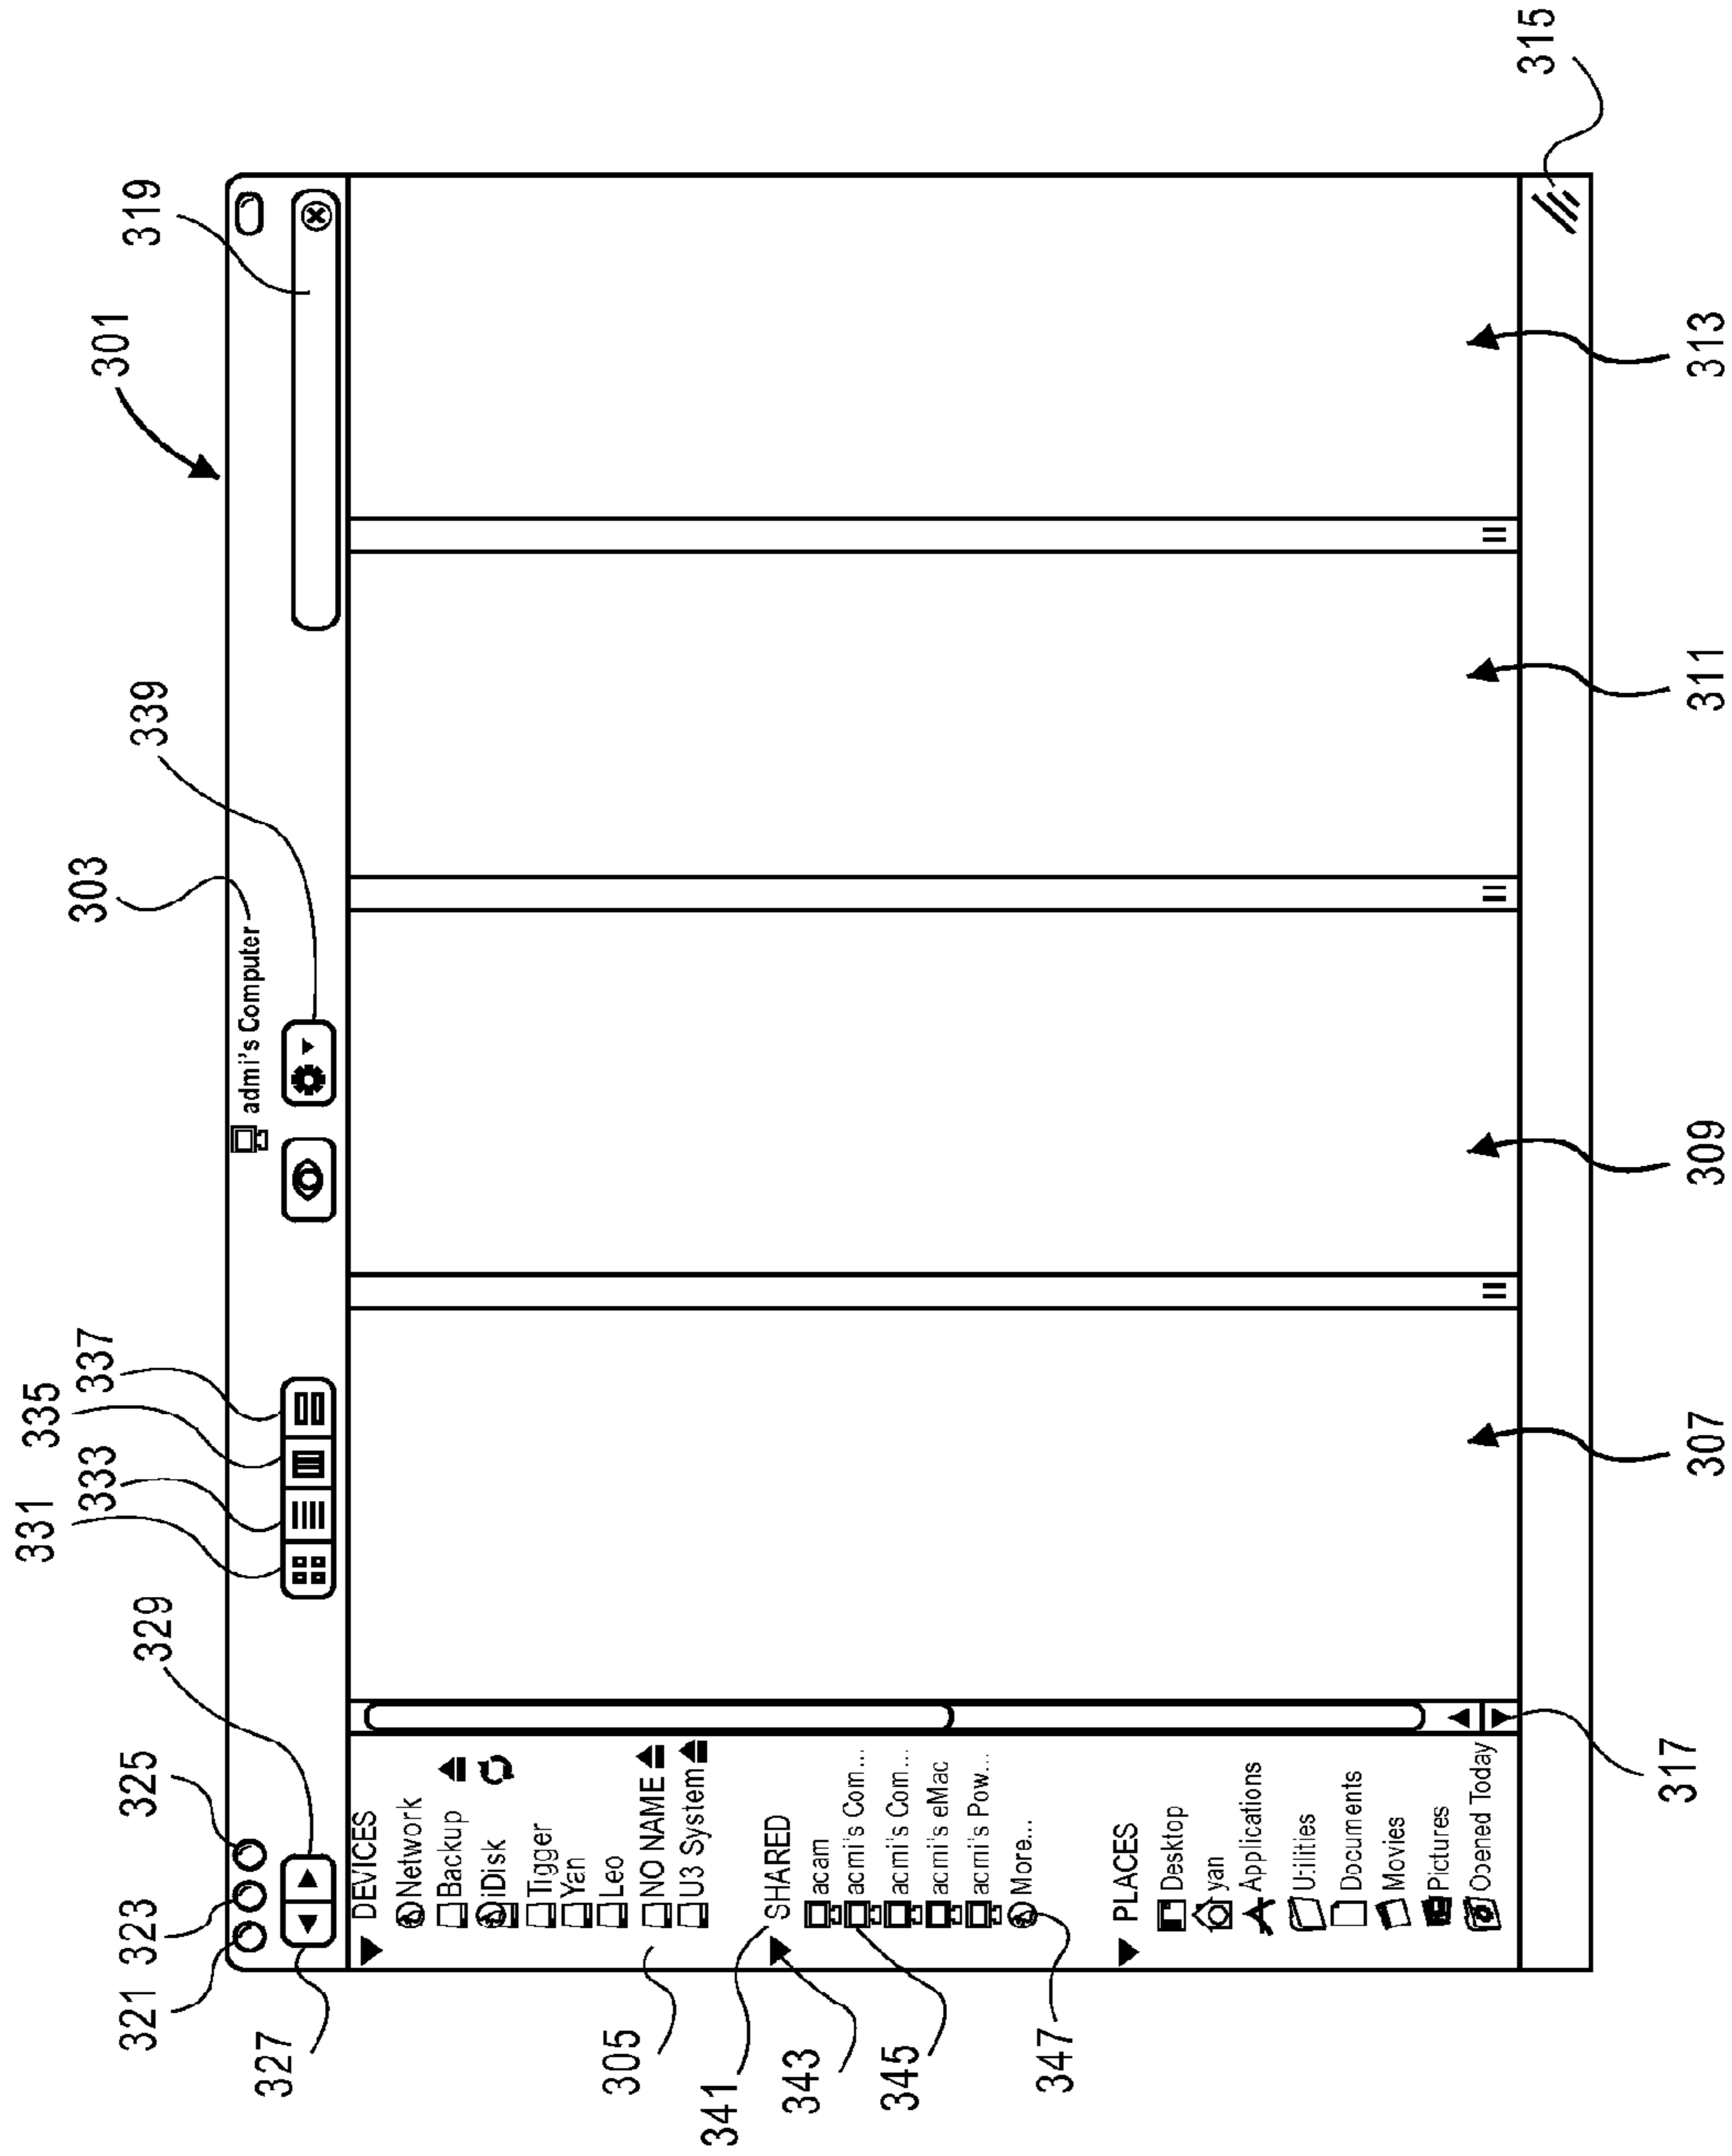 301
303
319
339
331
333
335
337
329
321
323
325
327
admi's Computer
DEVICES
Network
Backup
iDisk
Tigger
Yan
Leo
NO NAME
U3 System
305
341
SHARED
343
acam
345
acmi's Com...
acmi's Com...
acmi's eMac
acmi's Pow...
347
More...
PLACES
Desktop
yan
Applications
U:ilities
Documents
Movies
Pictures
Opened Today
317
307
309
311
313
315